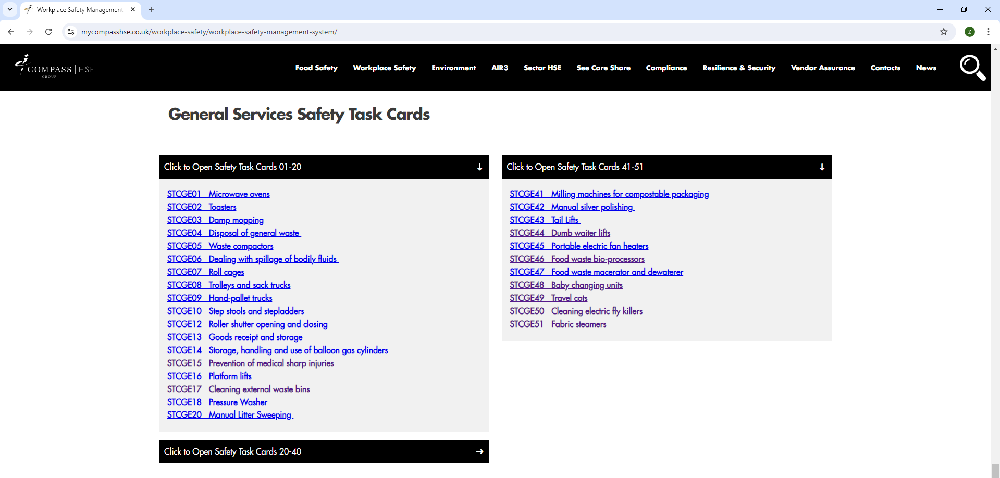 Workplace Safety Management
mycompasshse.co.uk/workplace-safety/workplace-safety-management-system/
Z
COMPASS | HSE
GROUP
Food Safety Workplace Safety Environment AIR3 Sector HSE See Care Share Compliance Resilience & Security Vendor Assurance Contacts News
General Services Safety Task Cards
Click to Open Safety Task Cards 01-20
STCGE01 Microwave ovens
STCGE02 Toasters
STCGE03 Damp mopping
STCGE04 Disposal of general waste
STCGE05 Waste compactors
STCGE06 Dealing with spillage of bodily fluids
STCGE07 Roll cages
STCGE08 Trolleys and sack trucks
STCGE09 Hand-pallet trucks
STCGE10 Step stools and stepladders
STCGE12 Roller shutter opening and closing
STCGE13 Goods receipt and storage
STCGE14 Storage, handling and use of balloon gas cylinders
STCGE15 Prevention of medical sharp injuries
STCGE16 Platform lifts
STCGE17 Cleaning external waste bins
STCGE18 Pressure Washer
STCGE20 Manual Litter Sweeping
Click to Open Safety Task Cards 20-40
Click to Open Safety Task Cards 41-51
STCGE41 Milling machines for compostable packaging
STCGE42 Manual silver polishing
STCGE43 Tail Lifts
STCGE44 Dumb waiter lifts
STCGE45 Portable electric fan heaters
STCGE46 Food waste bio-processors
STCGE47 Food waste macerator and dewaterer
STCGE48 Baby changing units
STCGE49 Travel cots
STCGE50 Cleaning electric fly killers
STCGE51 Fabric steamers